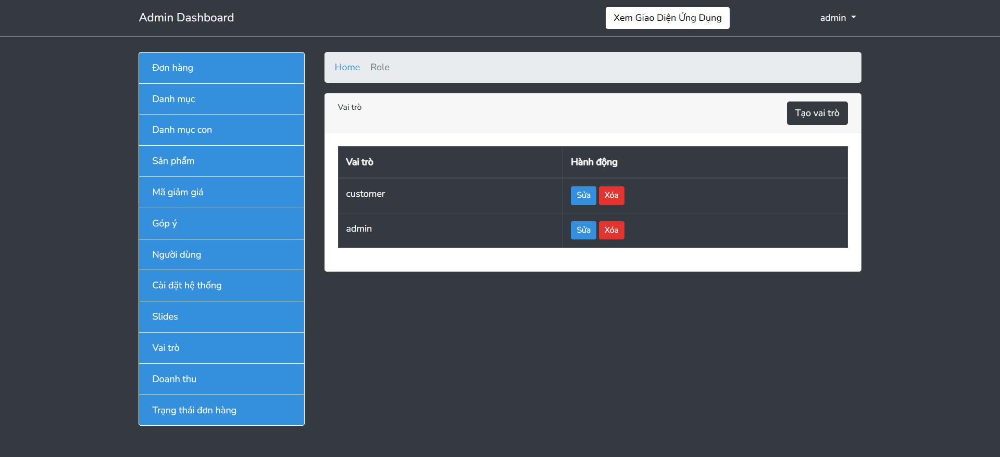 Admin Dashboard
Xem Giao Diện Ứng Dụng
admin
Đơn hàng
Danh mục
Danh mục con
Sản phẩm
Mã giảm giá
Góp ý
Người dùng
Cài đặt hệ thống
Slides
Vai trò
Doanh thu
Trạng thái đơn hàng
Home Role
Vai trò
Tạo vai trò
Vai trò Hành động
customer Sửa Xóa
admin Sửa Xóa